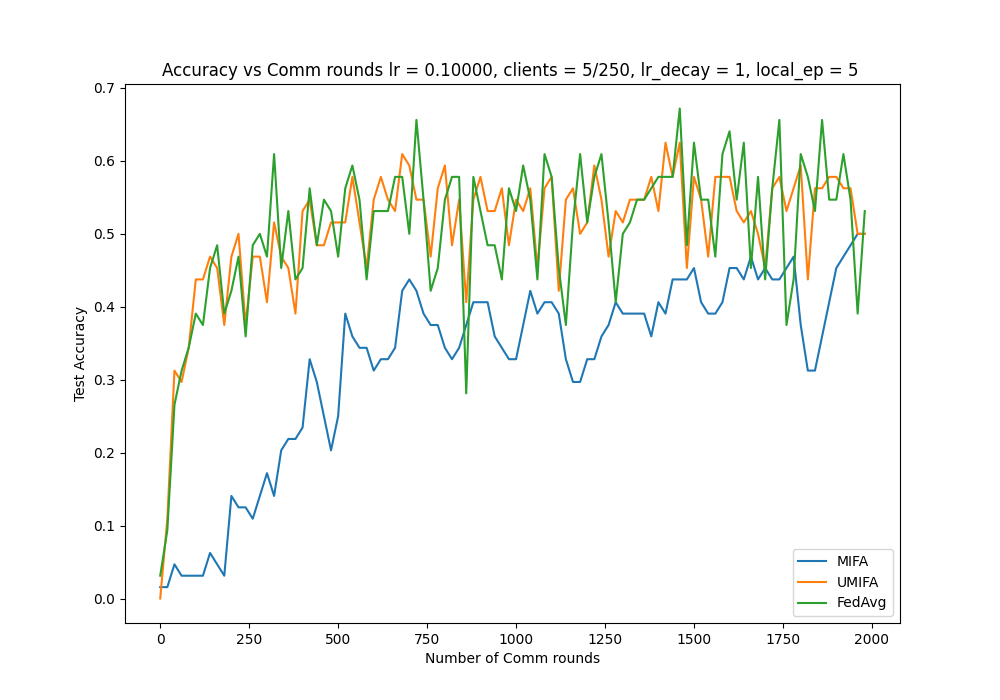 Accuracy vs Comm rounds lr = 0.10000, clients = 5/250, lr_decay = 1, local_ep = 5
Test Accuracy
0.7
0.6
0.5
0.4
0.3
0.2
0.1
0.0
MIFA
UMIFA
FedAvg
0 250 500 750 1000 1250 1500 1750 2000
Number of Comm rounds